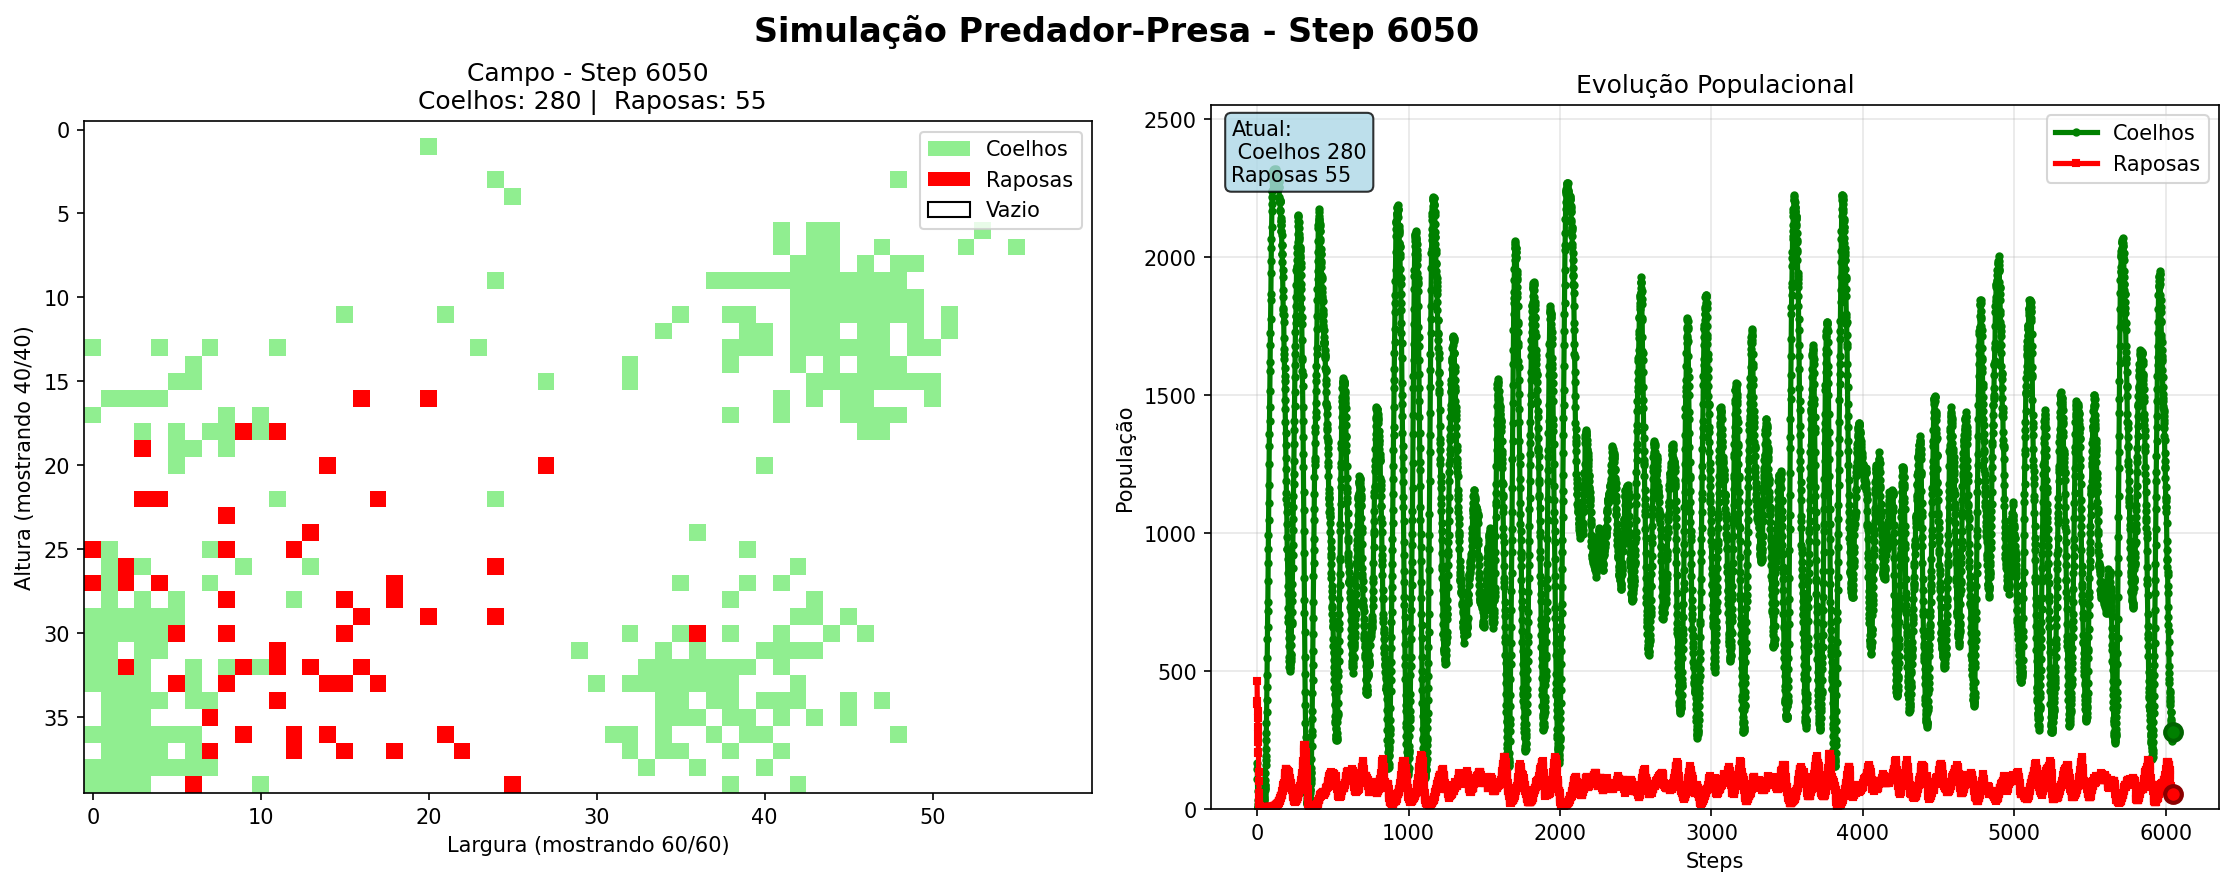 Simulação Predador-Presa - Step 6050
Campo - Step 6050
Coelhos: 280 |  Raposas: 55
Coelhos
Raposas
Vazio
0
5
10
15
20
25
30
35
Altura (mostrando 40/40)
0
10
20
30
40
50
Largura (mostrando 60/60)
Evolução Populacional
Atual:
Coelhos 280
Raposas 55
Coelhos
Raposas
2500
2000
1500
1000
500
0
População
0
1000
2000
3000
4000
5000
6000
Steps